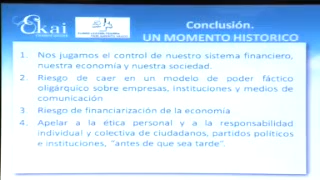 Ekai
Conclusión.
UN MOMENTO HISTORICO
1. Nos jugamos el control de nuestro sistema financiero,
nuestra economía y nuestra sociedad.
2. Riesgo de caer en un modelo de poder fáctico
oligárquico sobre empresas, instituciones y medios de
comunicación
3. Riesgo de financiarización de la economía
4. Apelar a la ética personal y a la responsabilidad
individual y colectiva de ciudadanos, partidos políticos
e instituciones, "antes de que sea tarde".